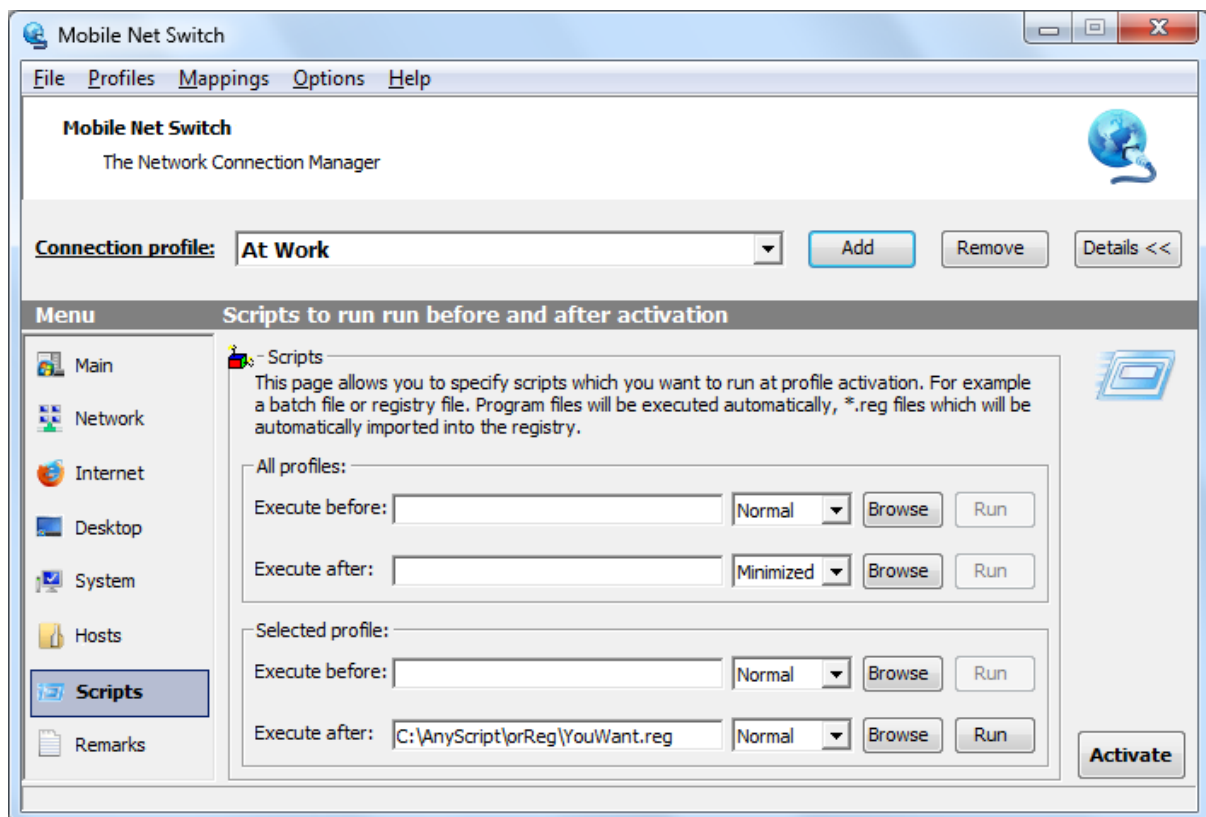 Mobile Net Switch
File Profiles Mappings Options Help
Mobile Net Switch
The Network Connection Manager
Connection profile: At Work Add Remove Details <<
Menu Scripts to run run before and after activation
Main
Network
Internet
Desktop
System
Hosts
Scripts
Remarks
Scripts
This page allows you to specify scripts which you want to run at profile activation. For example
a batch file or registry file. Program files will be executed automatically, *.reg files which will be
automatically imported into the registry.
All profiles:
Execute before: Normal Browse Run
Execute after: Minimized Browse Run
Selected profile:
Execute before: Normal Browse Run
Execute after: C:\AnyScript\orReg\YouWant.reg Normal Browse Run
Activate